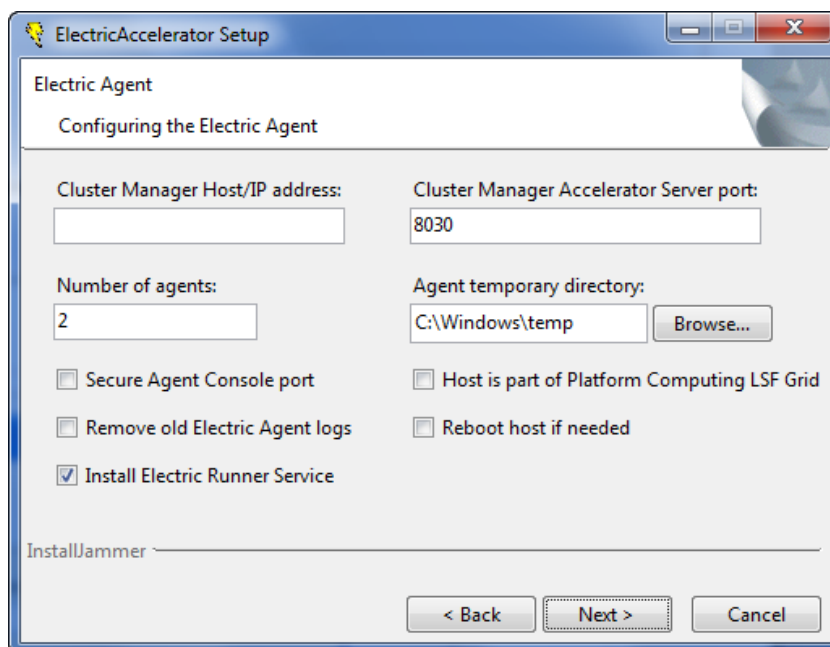 ElectricAccelerator Setup
Electric Agent
Configuring the Electric Agent
Cluster Manager Host/IP address:
Cluster Manager Accelerator Server port:
8030
Number of agents:
Agent temporary directory:
2
C:\Windows\temp
Browse...
Secure Agent Console port
Host is part of Platform Computing LSF Grid
Remove old Electric Agent logs
Reboot host if needed
Install Electric Runner Service
InstallJammer
< Back
Next >
Cancel